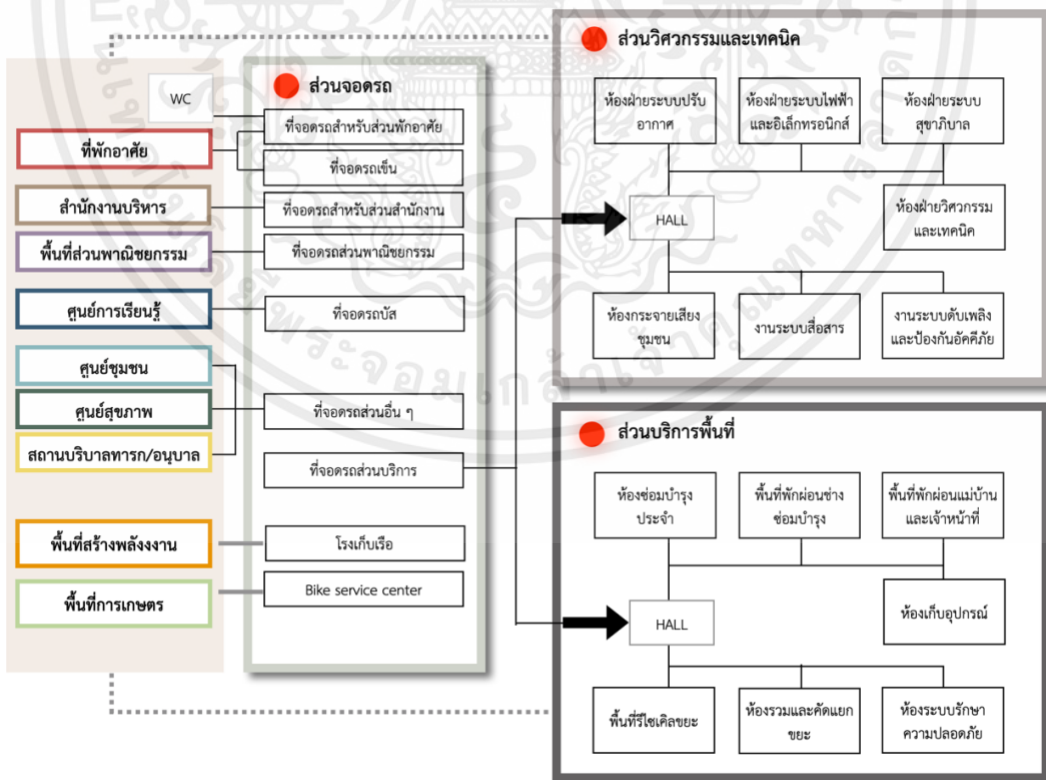 WC
ที่พักอาศัย
สำนักงานบริหาร
พื้นที่ส่วนพาณิชยกรรม
ศูนย์การเรียนรู้
ศูนย์ชุมชน
ศูนย์สุขภาพ
สถานบริบาลทารก/อนุบาล
พื้นที่สร้างพลังงงาน
พื้นที่การเกษตร
ส่วนจอดรถ
ที่จอดรถสำหรับส่วนพักอาศัย
ที่จอดรถเข็น
ที่จอดรถสำหรับส่วนสำนักงาน
ที่จอดรถส่วนพาณิชยกรรม
ที่จอดรถบัส
ที่จอดรถส่วนอื่น ๆ
ที่จอดรถส่วนบริการ
โรงเก็บเรือ
Bike service center
ส่วนวิศวกรรมและเทคนิค
ห้องฝ่ายระบบปรับ
อากาศ
ห้องฝ่ายระบบไฟฟ้า
และอิเล็กทรอนิกส์
ห้องฝ่ายระบบ
สุขาภิบาล
HALL
ห้องฝ่ายวิศวกรรม
และเทคนิค
ห้องกระจายเสียง
ชุมชน
งานระบบสื่อสาร
งานระบบดับเพลิง
และป้องกันอัคคีภัย
ส่วนบริการพื้นที่
ห้องซ่อมบำรุง
ประจำ
พื้นที่พักผ่อนช่าง
ซ่อมบำรุง
พื้นที่พักผ่อนแม่บ้าน
และเจ้าหน้าที่
HALL
ห้องเก็บอุปกรณ์
พื้นที่รีไซเคิลขยะ
ห้องรวมและคัดแยก
ขยะ
ห้องระบบรักษา
ความปลอดภัย